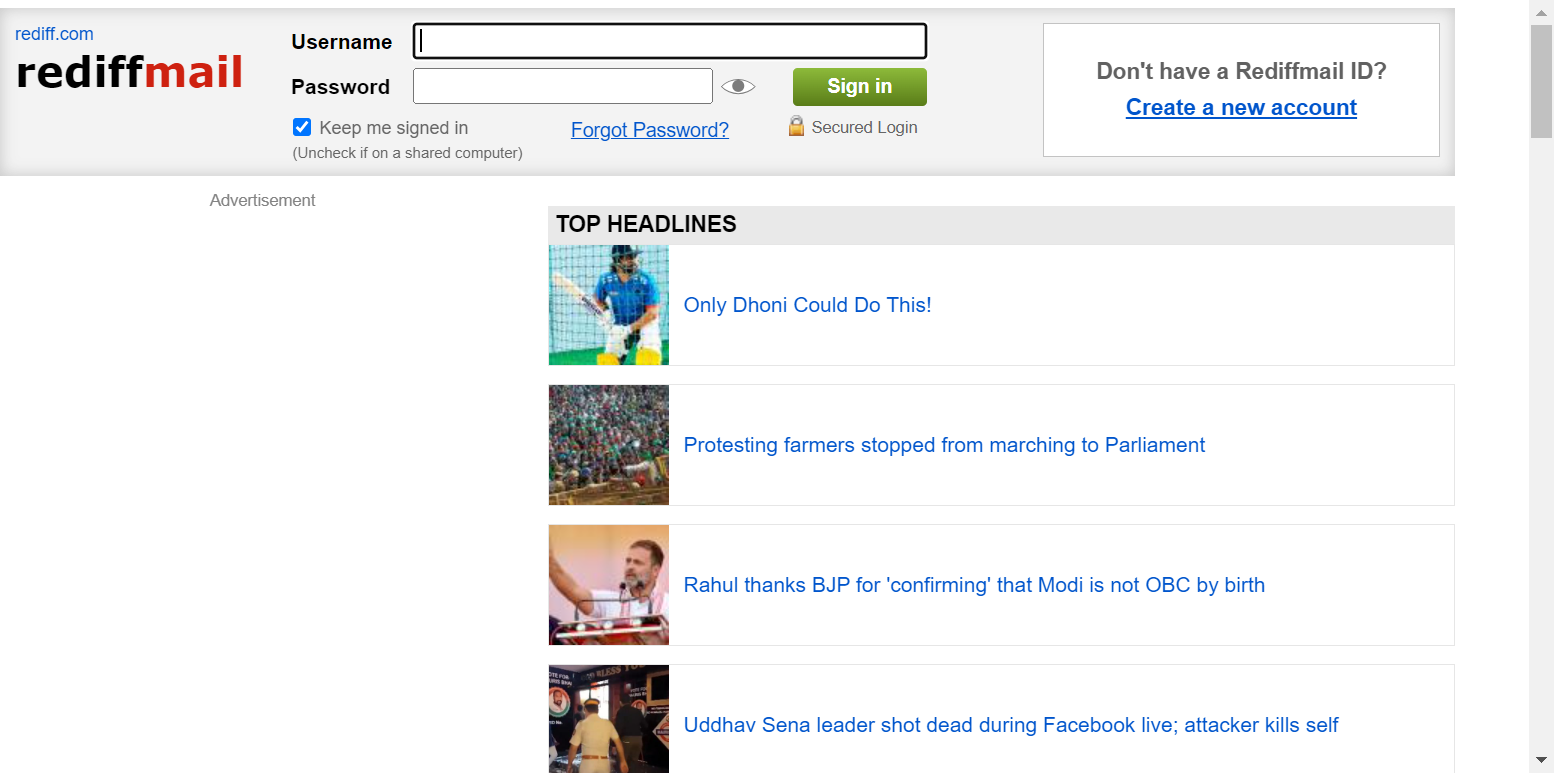 rediff.com
rediffmail
Username
Password
Sign in
Keep me signed in
(Uncheck if on a shared computer)
Forgot Password?
Secured Login
Don't have a Rediffmail ID?
Create a new account
Advertisement
TOP HEADLINES
Only Dhoni Could Do This!
Protesting farmers stopped from marching to Parliament
Rahul thanks BJP for 'confirming' that Modi is not OBC by birth
Uddhav Sena leader shot dead during Facebook live; attacker kills self